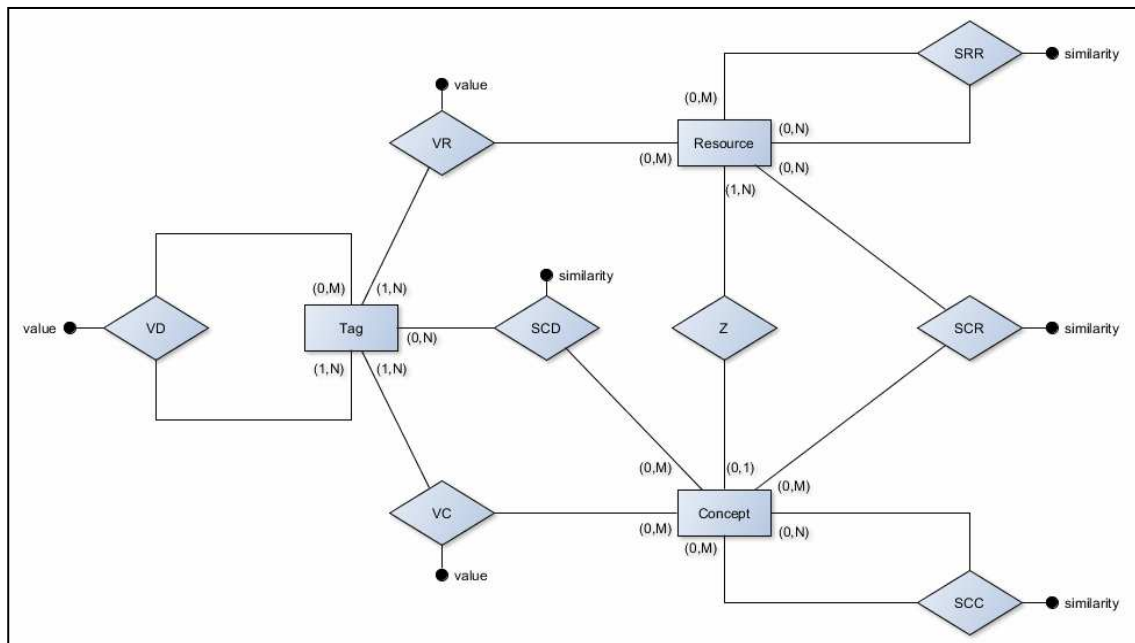 SRR
similarity
value
(0,M)
VR
(0,M)
Resource
(0,N)
(0,N)
(1,N)
similarity
(0,M)
(1,N)
value
VD
Tag
(0,N)
SCD
Z
SCR
similarity
(1,N)
(1,N)
(0,M)
(0,1)
(0,M)
VC
(0,M)
Concept
(0,N)
(0,M)
value
SCC
similarity